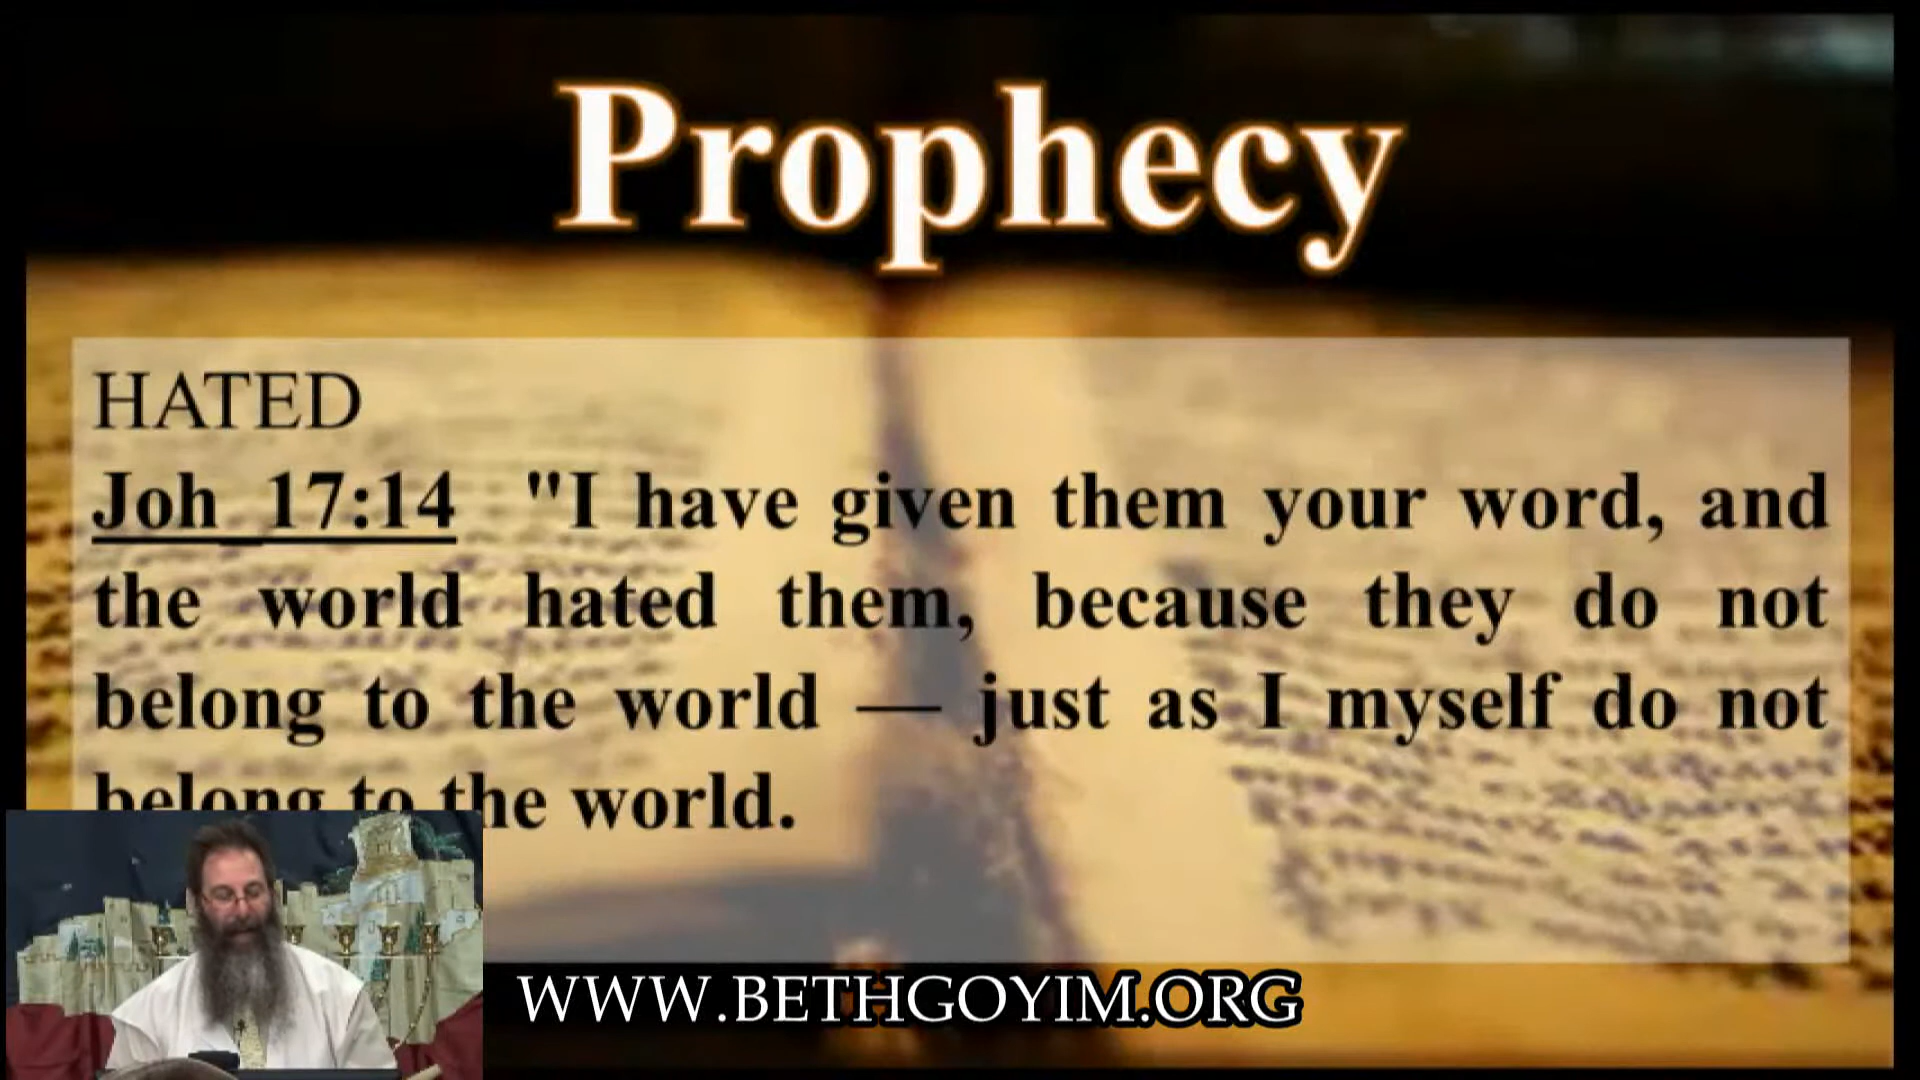 Prophecy
HATED
Joh 17:14 "I have given them your word, and
the world hated them, because they do not
belong to the world — just as I myself do not
belong to the world.
WWW.BETHGOYIM.ORG